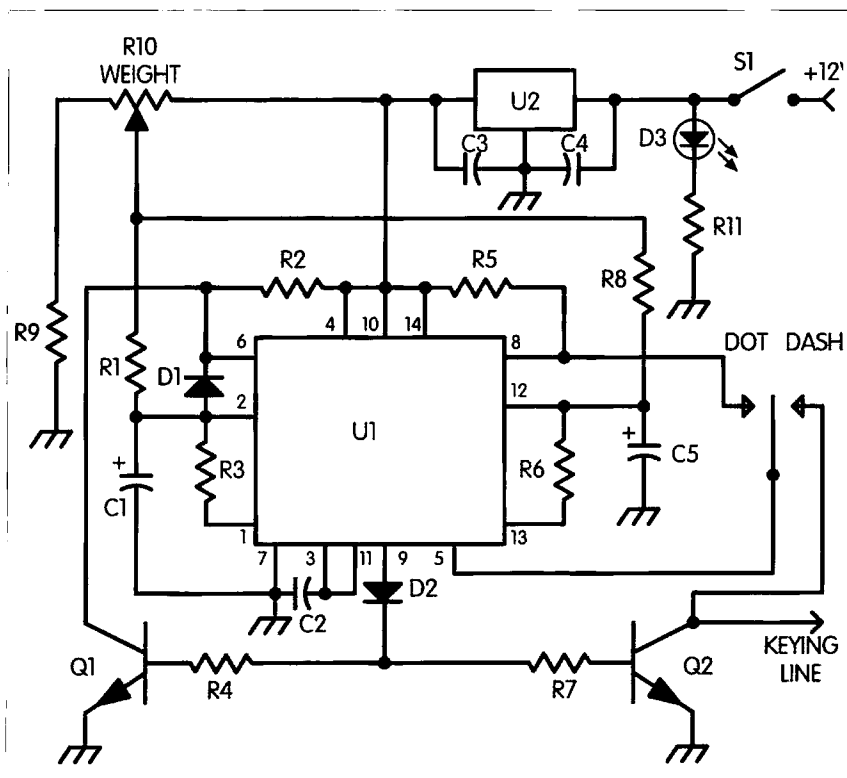 R10
WEIGHT
S1
+12'
U2
C3
C4
D3
R11
R2
R5
R8
4
10
14
R9
R1
D1
6
8
DOT
DASH
2
12
U1
+
C1
R3
R6
+
C5
1
13
7
3
11
9
5
C2
D2
KEYING
LINE
Q1
R4
R7
Q2